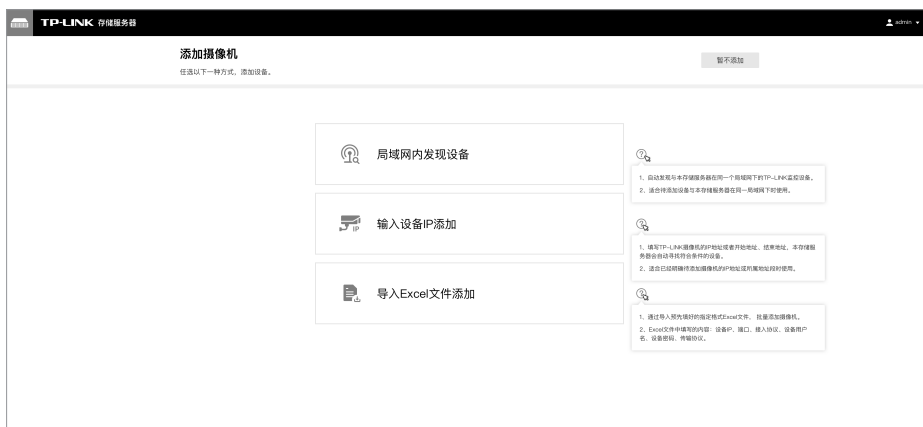 TP-LINK 存储服务器
admin
添加摄像机
任选以下一种方式，添加设备。
暂不添加
局域网内发现设备
1、自动发现与本存储服务器在同一个局域网下的TP-LINK监控设备。
2、适合待添加设备与本存储服务器在同一局域网下时使用。
IP
输入设备IP添加
1、填写TP-LINK摄像机的IP地址或者开始地址、结束地址，本存储服
务器会自动寻找符合条件的设备。
2、适合已经明确待添加摄像机的IP地址或所属地址段时使用。
导入Excel文件添加
1、通过导入预先填好的指定格式Excel文件，批量添加摄像机。
2、Excel文件中填写的内容：设备IP、端口、接入协议、设备用户
名、设备密码、传输协议。